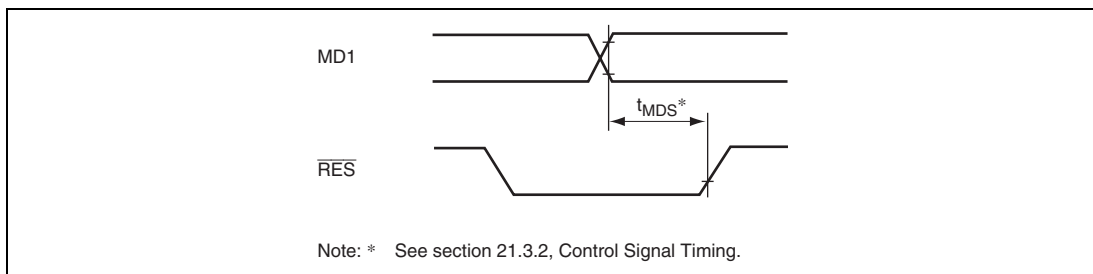 MD1
tMDS*
RES
Note: * See section 21.3.2, Control Signal Timing.